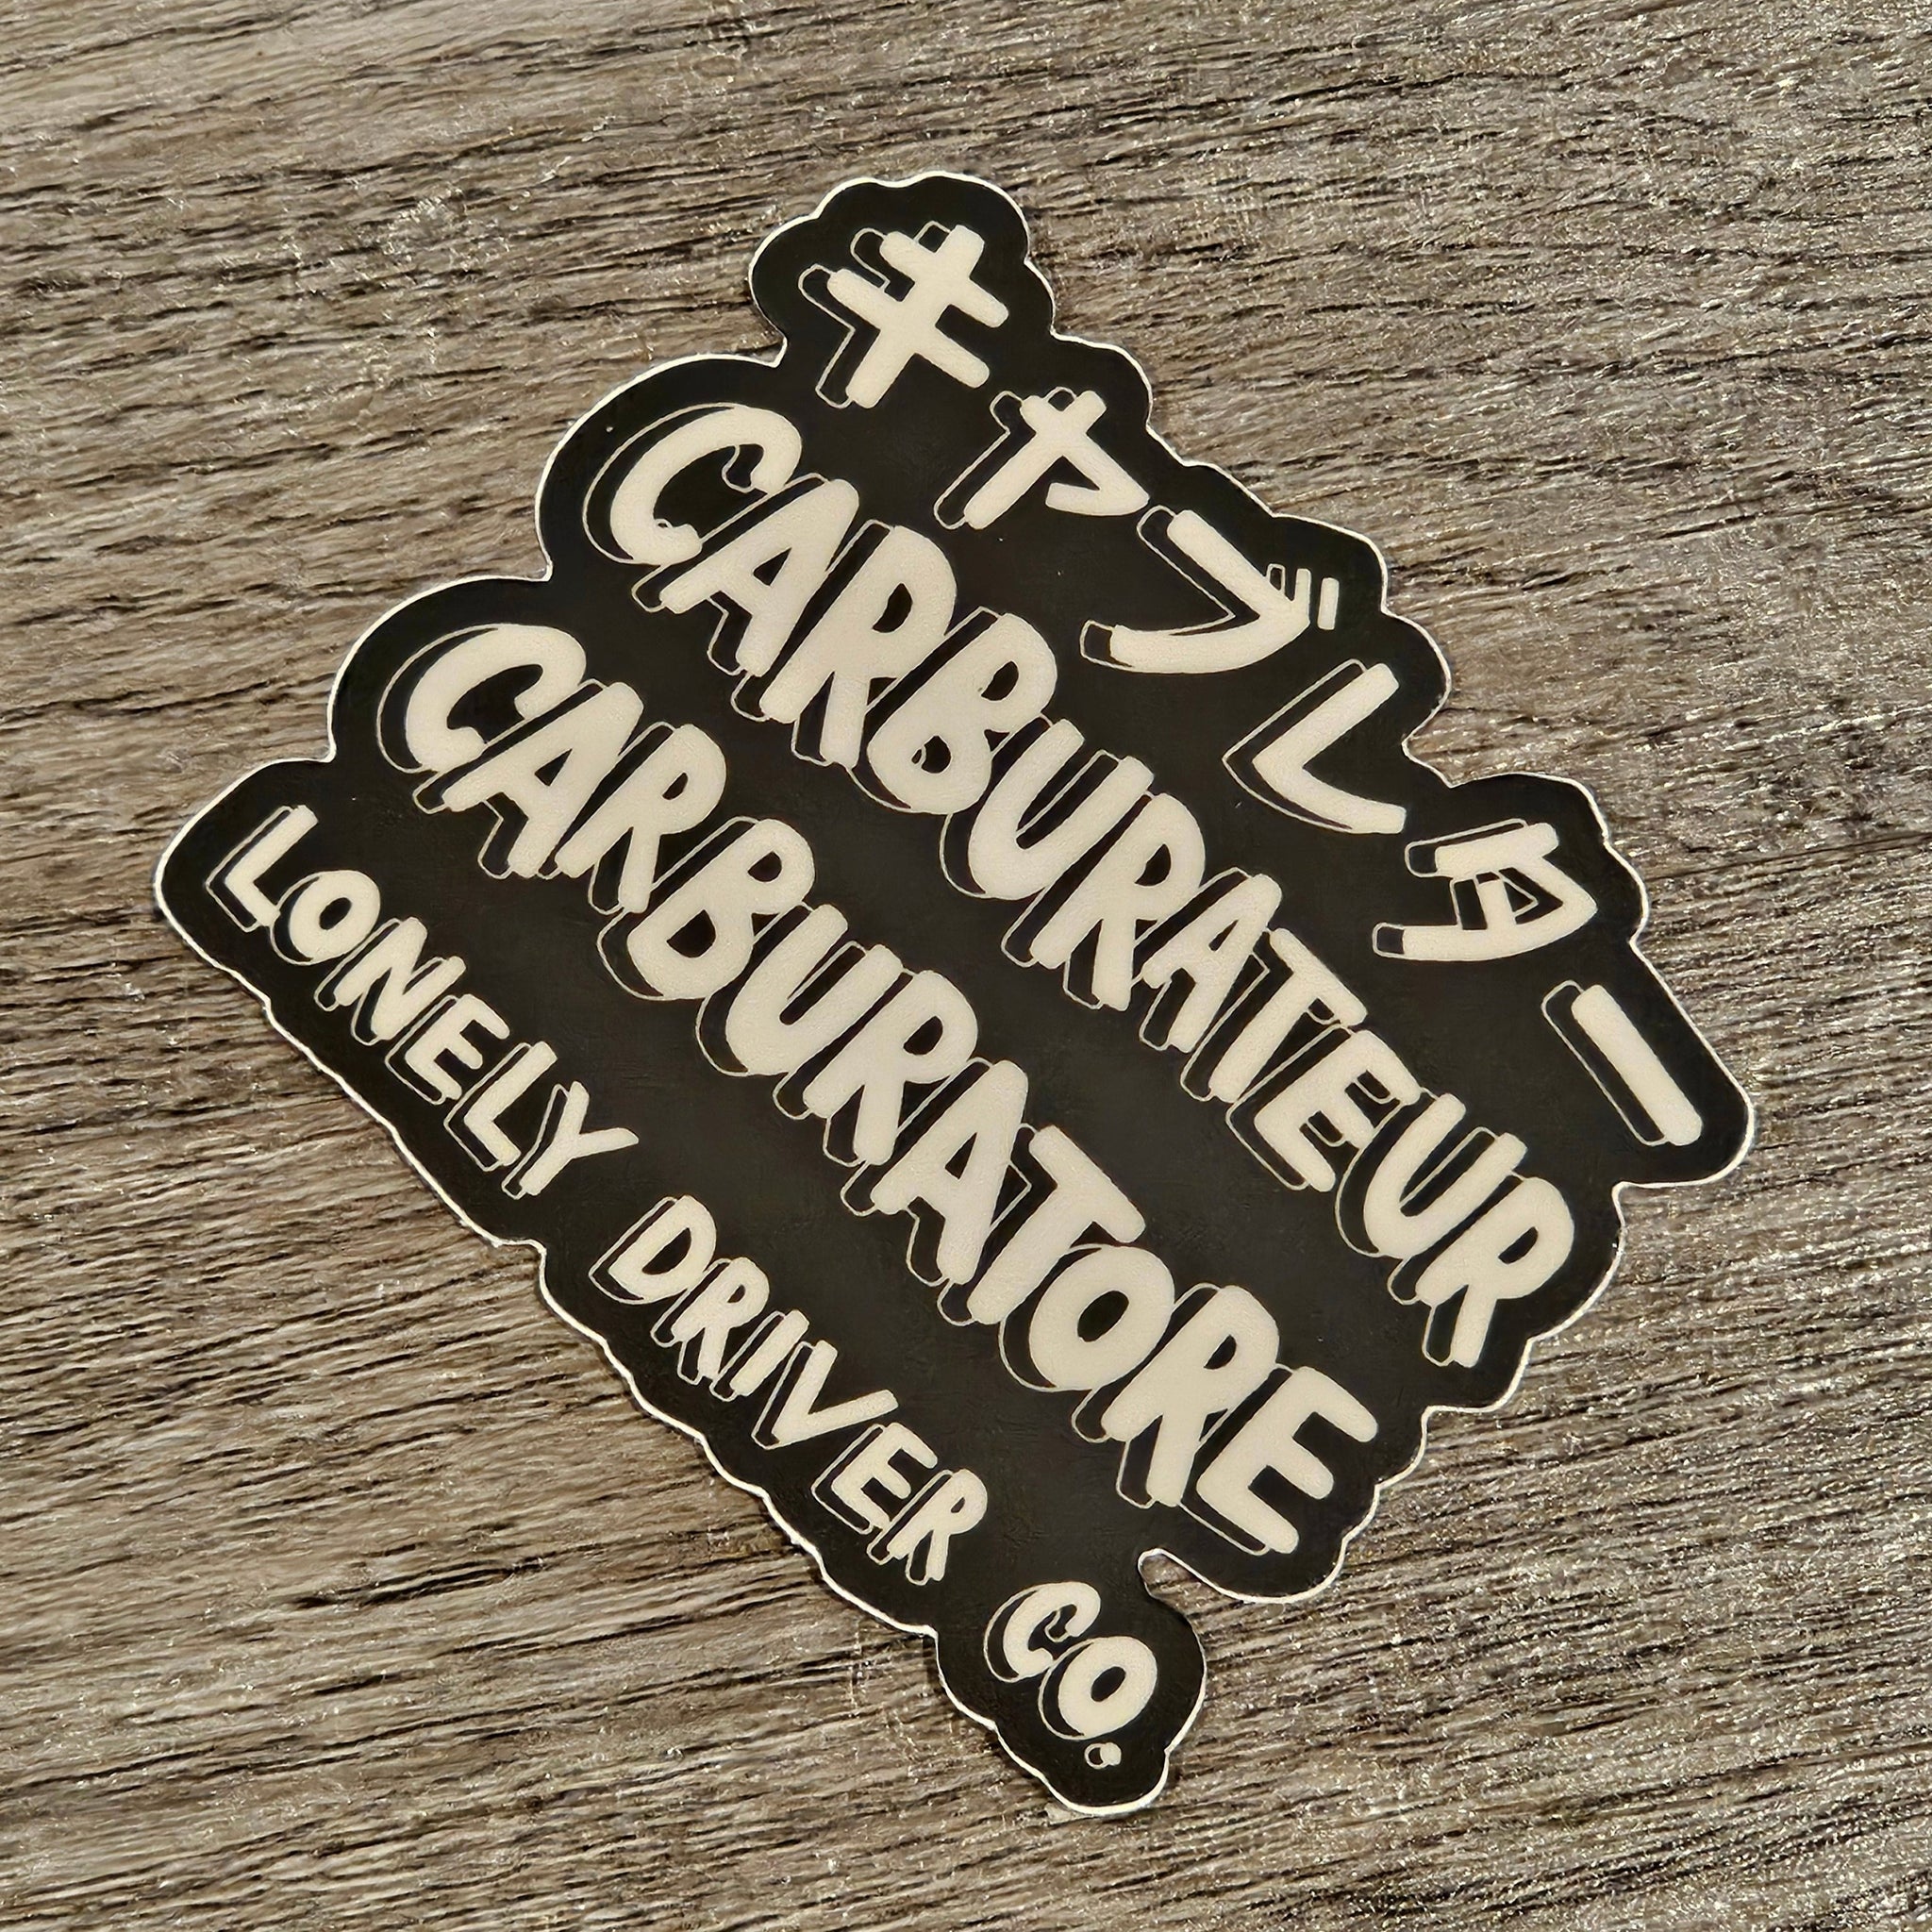 キャブレター
CARBURATEUR
CARBURATORE
LONELY DRIVER CO.